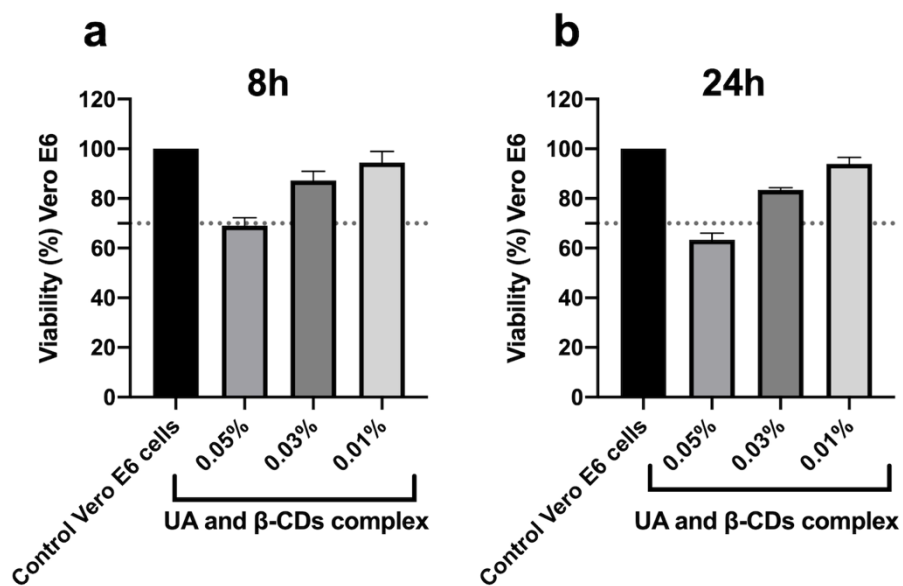 a
8h
Viability (%) Vero E6
120
100
80
60
40
20
0
Control Vero E6 cells
0.05%
0.03%
0.01%
UA and β-CDs complex
b
24h
Viability (%) Vero E6
120
100
80
60
40
20
0
Control Vero E6 cells
0.05%
0.03%
0.01%
UA and β-CDs complex